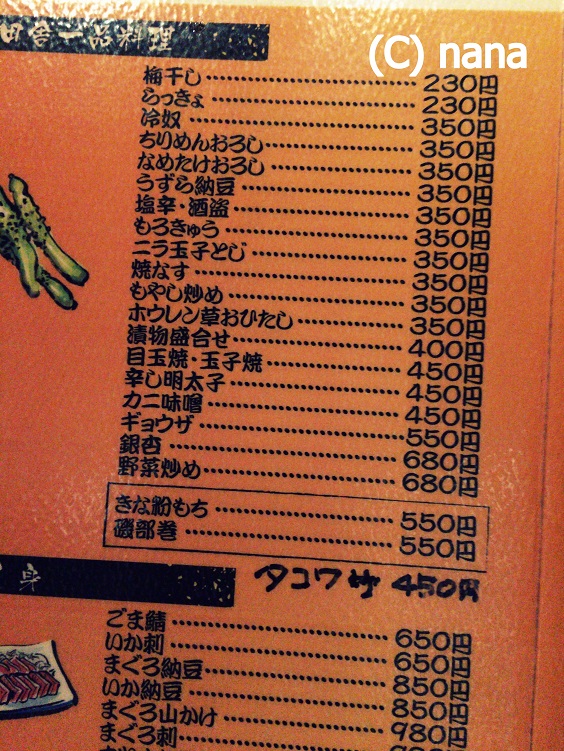 田舎一品料理
(C) nana
梅干し 230円
らっきょ 230円
冷奴 350円
ちりめんおろし 350円
なめたけおろし 350円
うずら納豆 350円
塩辛・酒盗 350円
もろきゅう 350円
ニラ玉子とじ 350円
焼なす 350円
もやし炒め 350円
ホウレン草おひたし 350円
漬物盛合せ 400円
目玉焼・玉子焼 450円
辛し明太子 450円
カニ味噌 450円
ギョウザ 550円
銀杏 680円
野菜炒め 680円
きな粉もち 550円
磯部巻 550円
身
タコワサ 450円
ごま鯖 650円
いか刺 650円
まぐろ納豆 850円
いか納豆 850円
まぐろ山かけ 980円
まぐろ刺